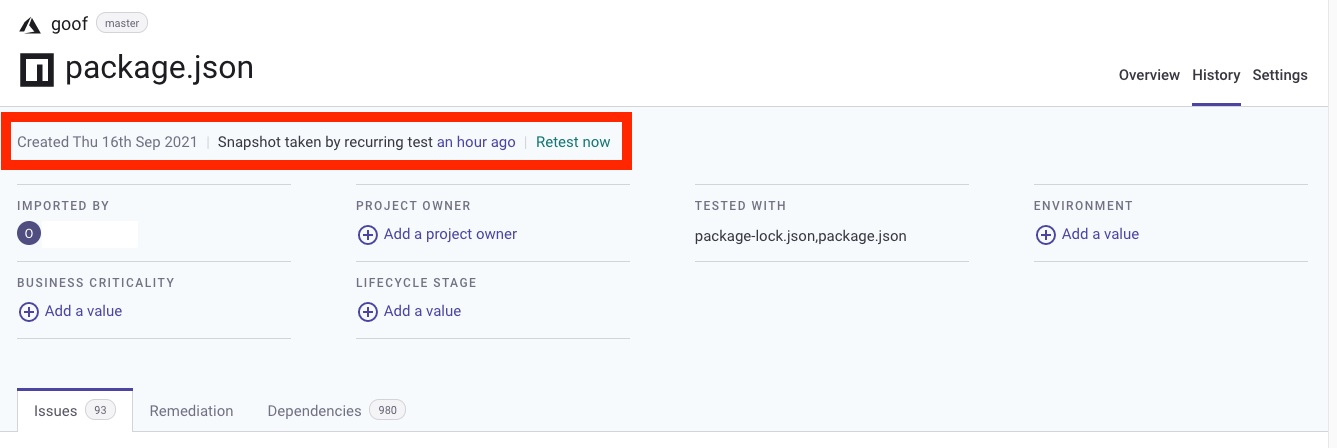 goof master
package.json
Overview History Settings
Created Thu 16th Sep 2021 | Snapshot taken by recurring test an hour ago | Retest now
IMPORTED BY PROJECT OWNER TESTED WITH ENVIRONMENT
O Add a project owner package-lock.json,package.json Add a value
BUSINESS CRITICALITY LIFECYCLE STAGE
Add a value Add a value
Issues 93 Remediation Dependencies 980